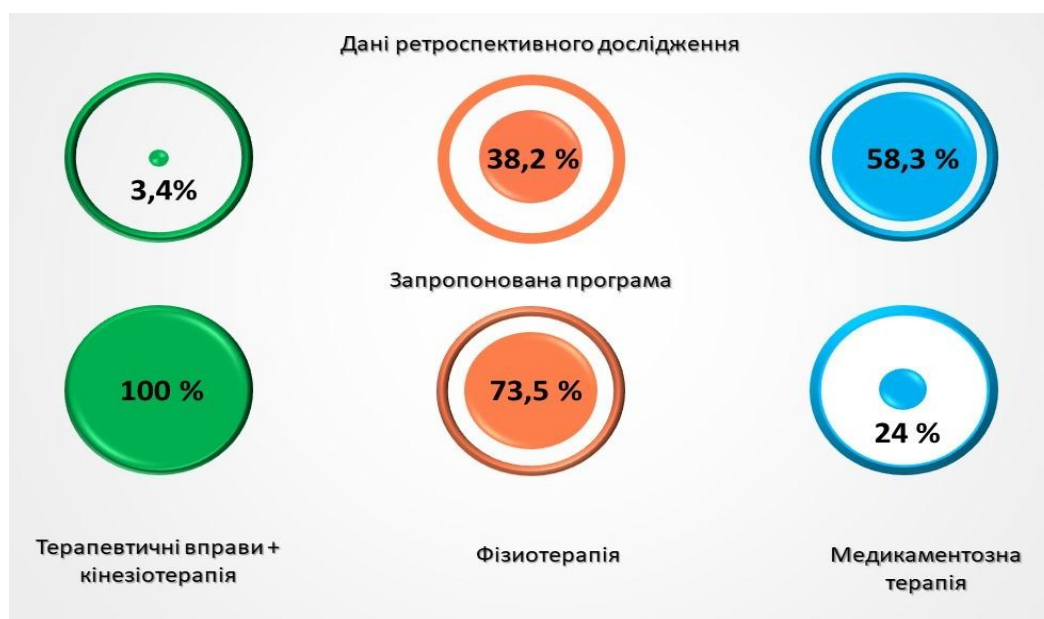 Дані ретроспективного дослідження
3,4%
38,2 %
58,3 %
Запропонована програма
100 %
73,5 %
24 %
Терапевтичні вправи +
кінезіотерапія
Фізиотерапія
Медикаментозна
терапія